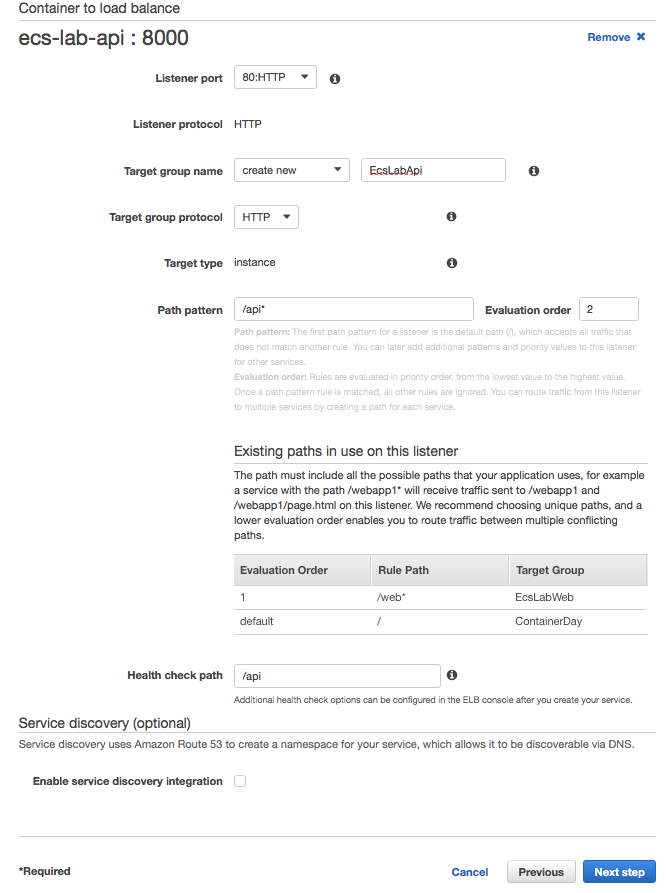 Container to load balance
ecs-lab-api : 8000
Remove ✖
Listener port 80:HTTP
Listener protocol HTTP
Target group name create new EcsLabApi
Target group protocol HTTP
Target type instance
Path pattern /api* Evaluation order 2
Path pattern: The first path pattern for a listener is the default path (/), which accepts all traffic that
does not match another rule. You can later add additional patterns and priority values to this listener
for other services.
Evaluation order: Rules are evaluated in priority order, from the lowest value to the highest value.
Once a path pattern rule is matched, all other rules are ignored. You can route traffic from this listener
to multiple services by creating a path for each service.
Existing paths in use on this listener
The path must include all the possible paths that your application uses, for example
a service with the path /webapp1* will receive traffic sent to /webapp1 and
/webapp1/page.html on this listener. We recommend choosing unique paths, and a
lower evaluation order enables you to route traffic between multiple conflicting
paths.
Evaluation Order Rule Path Target Group
1 /web* EcsLabWeb
default / ContainerDay
Health check path /api
Additional health check options can be configured in the ELB console after you create your service.
Service discovery (optional)
Service discovery uses Amazon Route 53 to create a namespace for your service, which allows it to be discoverable via DNS.
Enable service discovery integration
*Required
Cancel Previous Next step